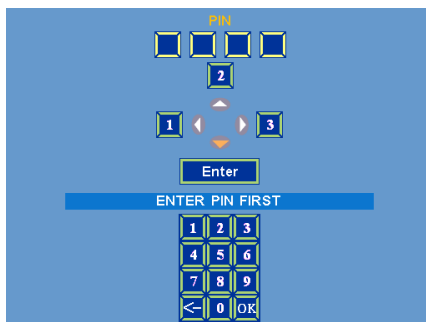 PIN
2
1 3
Enter
ENTER PIN FIRST
1 2 3
4 5 6
7 8 9
<- 0 OK